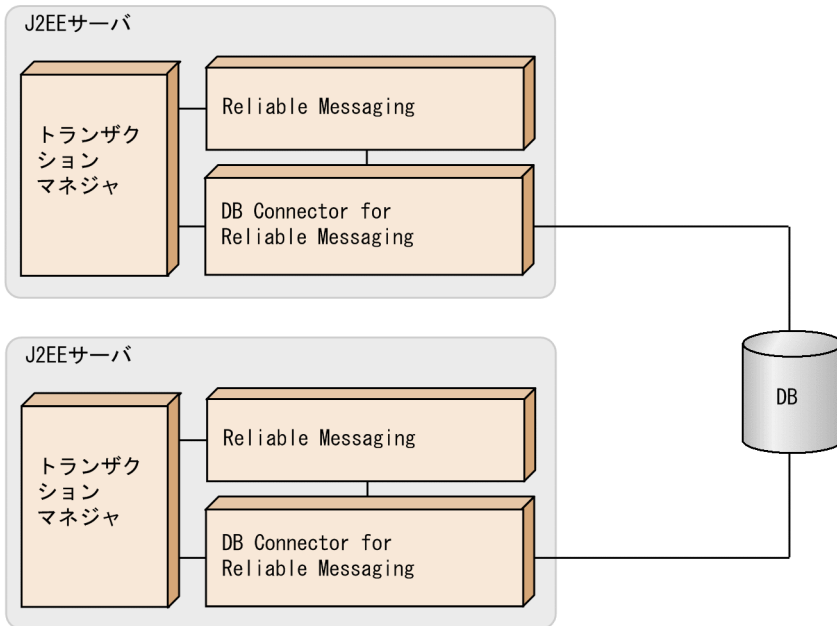 J2EEサーバ
トランザク
ション
マネジャ
Reliable Messaging
DB Connector for
Reliable Messaging
J2EEサーバ
トランザク
ション
マネジャ
Reliable Messaging
DB Connector for
Reliable Messaging
DB